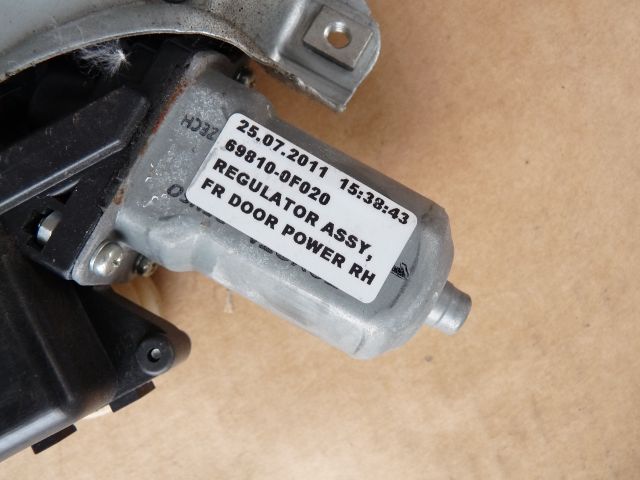 25.07.2011 15:38:43
69810-0F020
REGULATOR ASSY,
FR DOOR POWER RH